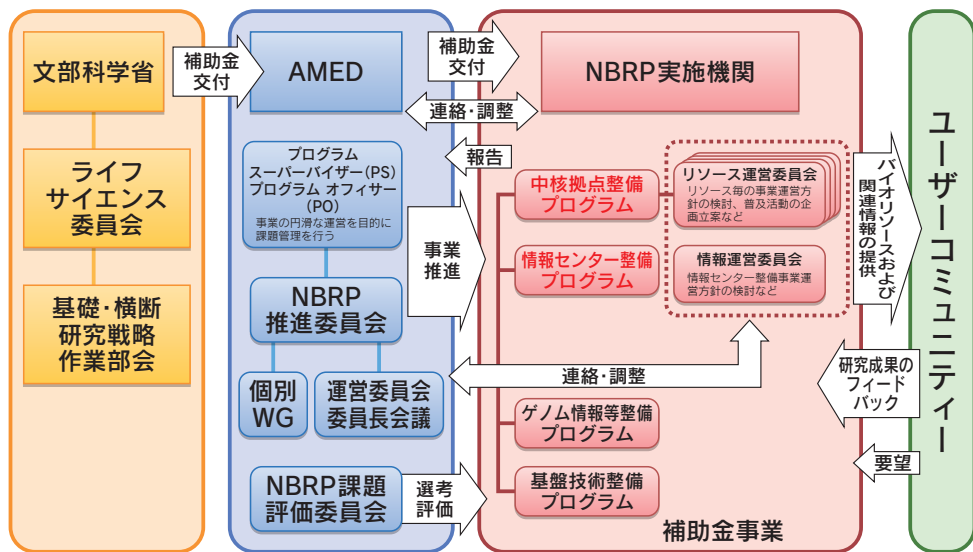 文部科学省
ライフ
サイエンス
委員会
基礎・横断
研究戦略
作業部会
補助金
交付
AMED
プログラム
スーパーバイザー(PS)
プログラム オフィサー
(PO)
事業の円滑な運営を目的に
課題管理を行う
NBRP
推進委員会
個別
WG
運営委員会
委員長会議
NBRP課題
評価委員会
補助金
交付
連絡・調整
報告
事業
推進
連絡・調整
選考
評価
NBRP実施機関
中核拠点整備
プログラム
リソース運営委員会
リソース毎の事業運営方
針の検討、普及活動の企
画立案など
情報センター整備
プログラム
情報運営委員会
情報センター整備事業運
営方針の検討など
ゲノム情報等整備
プログラム
基盤技術整備
プログラム
補助金事業
バイオリソースおよび
関連情報の提供
研究成果の
フィード
バック
要望
ユーザーコミュニティー